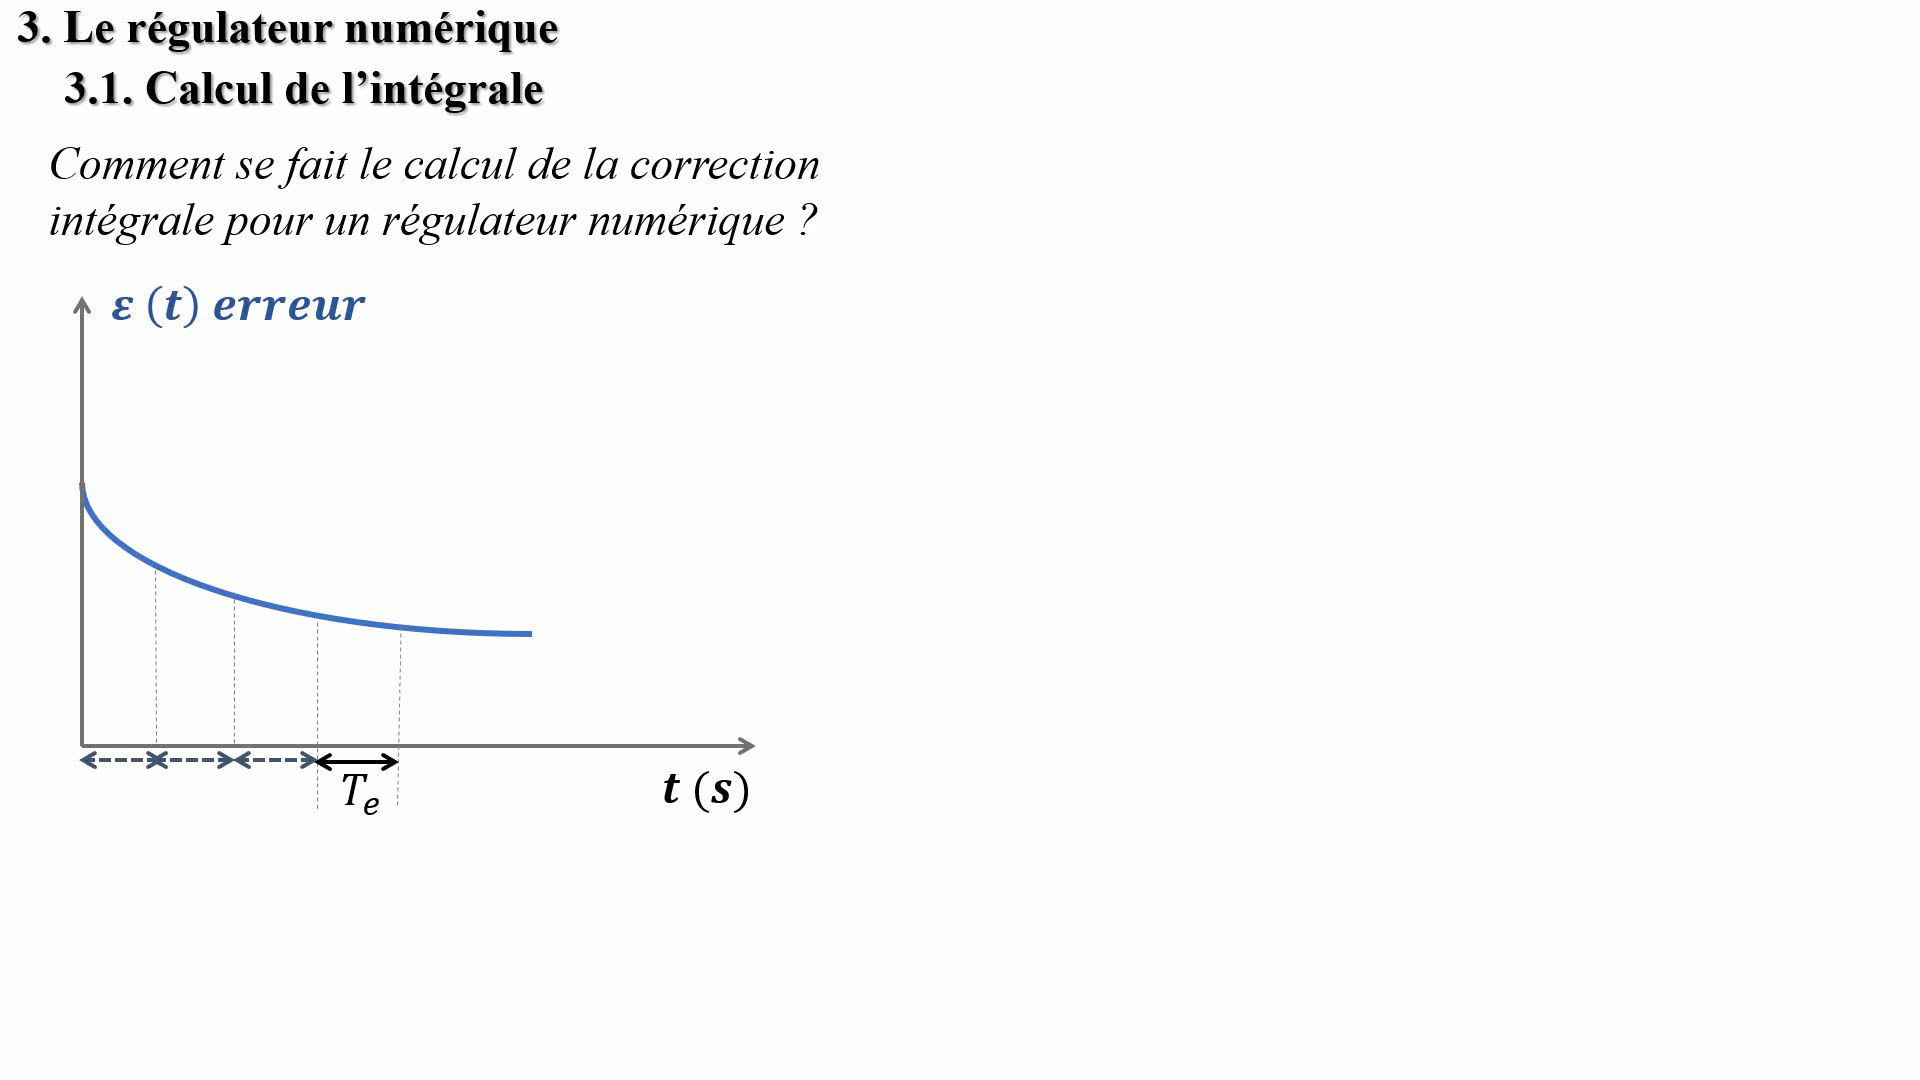 3. Le régulateur numérique
3.1. Calcul de l’intégrale
Comment se fait le calcul de la correction
intégrale pour un régulateur numérique ?
ε (t) erreur
T_e
t (s)